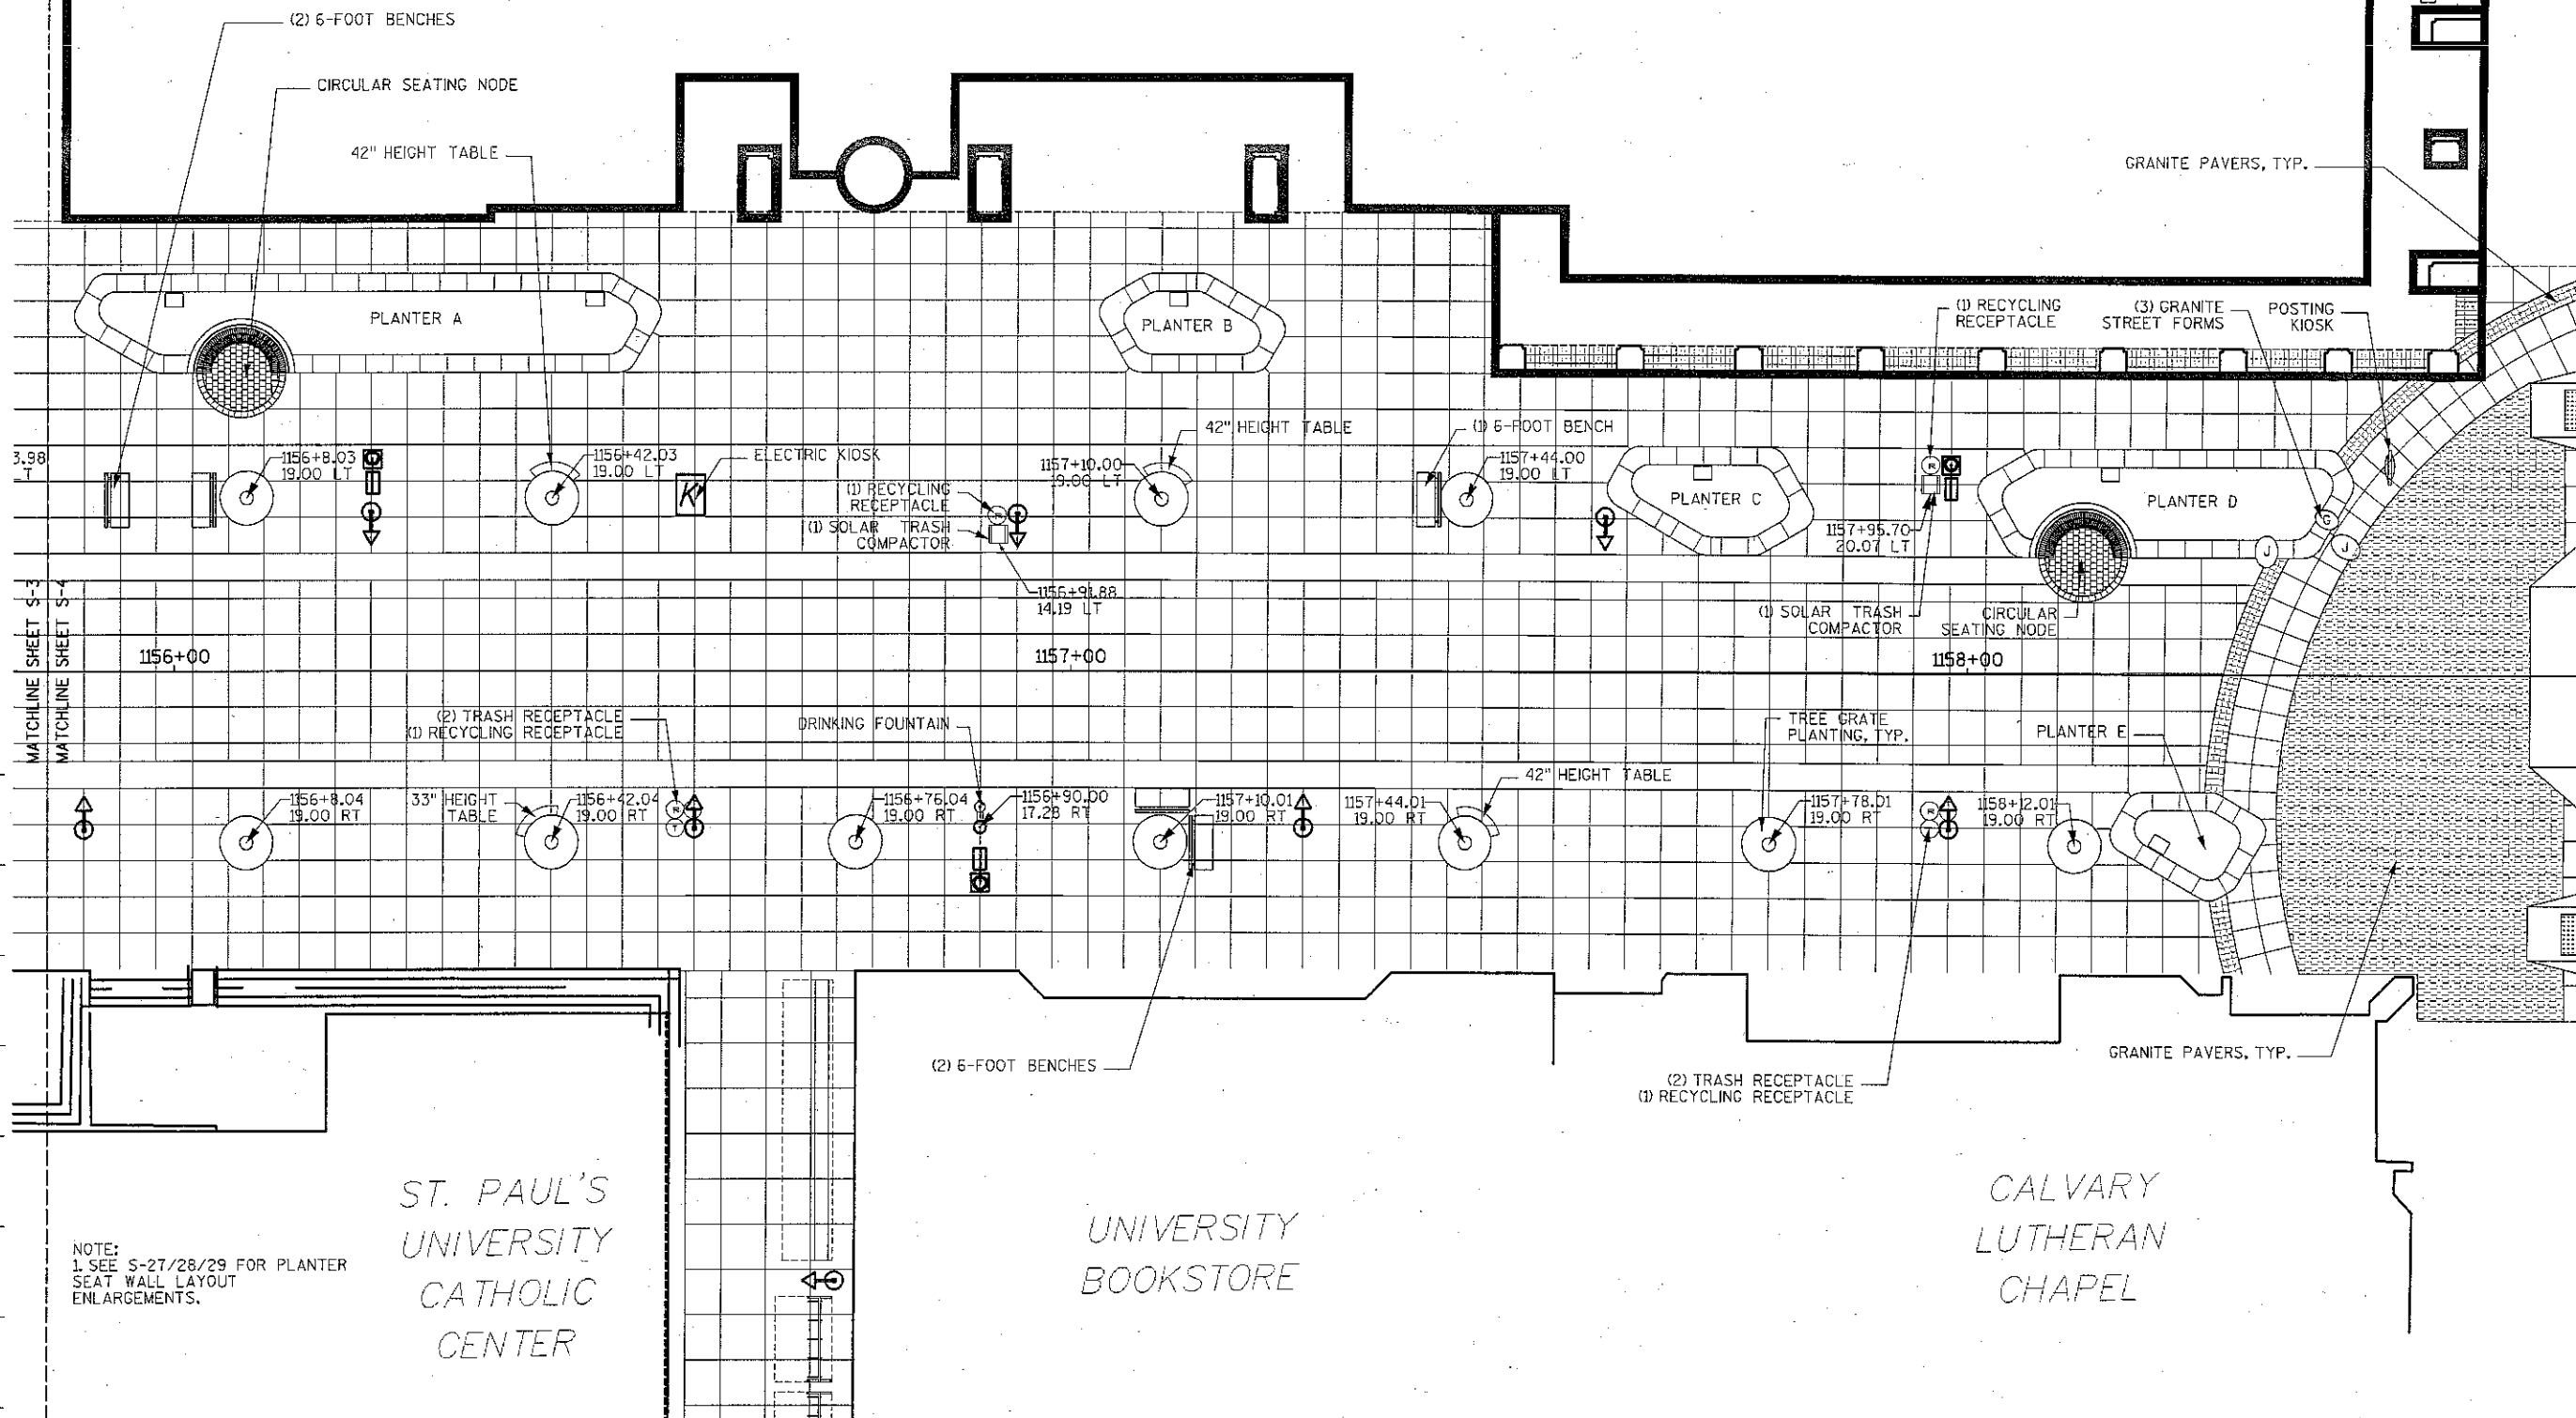 (2) 6-FOOT BENCHES
CIRCULAR SEATING NODE
42" HEIGHT TABLE
GRANITE PAVERS, TYP.
PLANTER A
PLANTER B
(1) RECYCLING
RECEPTACLE
(3) GRANITE
STREET FORMS
POSTING
KIOSK
3.98
T
1156+8.03
19.00 LT
1156+42.03
19.00 LT
ELECTRIC KIOSK
K
(1) RECYCLING
RECEPTACLE
(1) SOLAR TRASH
COMPACTOR
R
1156+91.88
14.19 LT
42" HEIGHT TABLE
1157+10.00
19.00 LT
(1) 6-FOOT BENCH
1157+44.00
19.00 LT
PLANTER C
R
1157+95.70
20.07 LT
PLANTER D
G
J
J
(1) SOLAR TRASH
COMPACTOR
CIRCULAR
SEATING NODE
MATCHLINE SHEET S-3
MATCHLINE SHEET S-4
1156+00
1157+00
1158+00
(2) TRASH RECEPTACLE
(1) RECYCLING RECEPTACLE
DRINKING FOUNTAIN
TREE GRATE
PLANTING, TYP.
PLANTER E
1156+8.04
19.00 RT
33" HEIGHT
TABLE
1156+42.04
19.00 RT
R
T
1156+76.04
19.00 RT
1156+90.00
17.28 RT
1157+10.01
19.00 RT
1157+44.01
19.00 RT
42" HEIGHT TABLE
1157+78.01
19.00 RT
R
1158+12.01
19.00 RT
(2) 6-FOOT BENCHES
(2) TRASH RECEPTACLE
(1) RECYCLING RECEPTACLE
GRANITE PAVERS, TYP.
ST. PAUL'S
UNIVERSITY
CATHOLIC
CENTER
UNIVERSITY
BOOKSTORE
CALVARY
LUTHERAN
CHAPEL
NOTE:
1. SEE S-27/28/29 FOR PLANTER
SEAT WALL LAYOUT
ENLARGEMENTS.